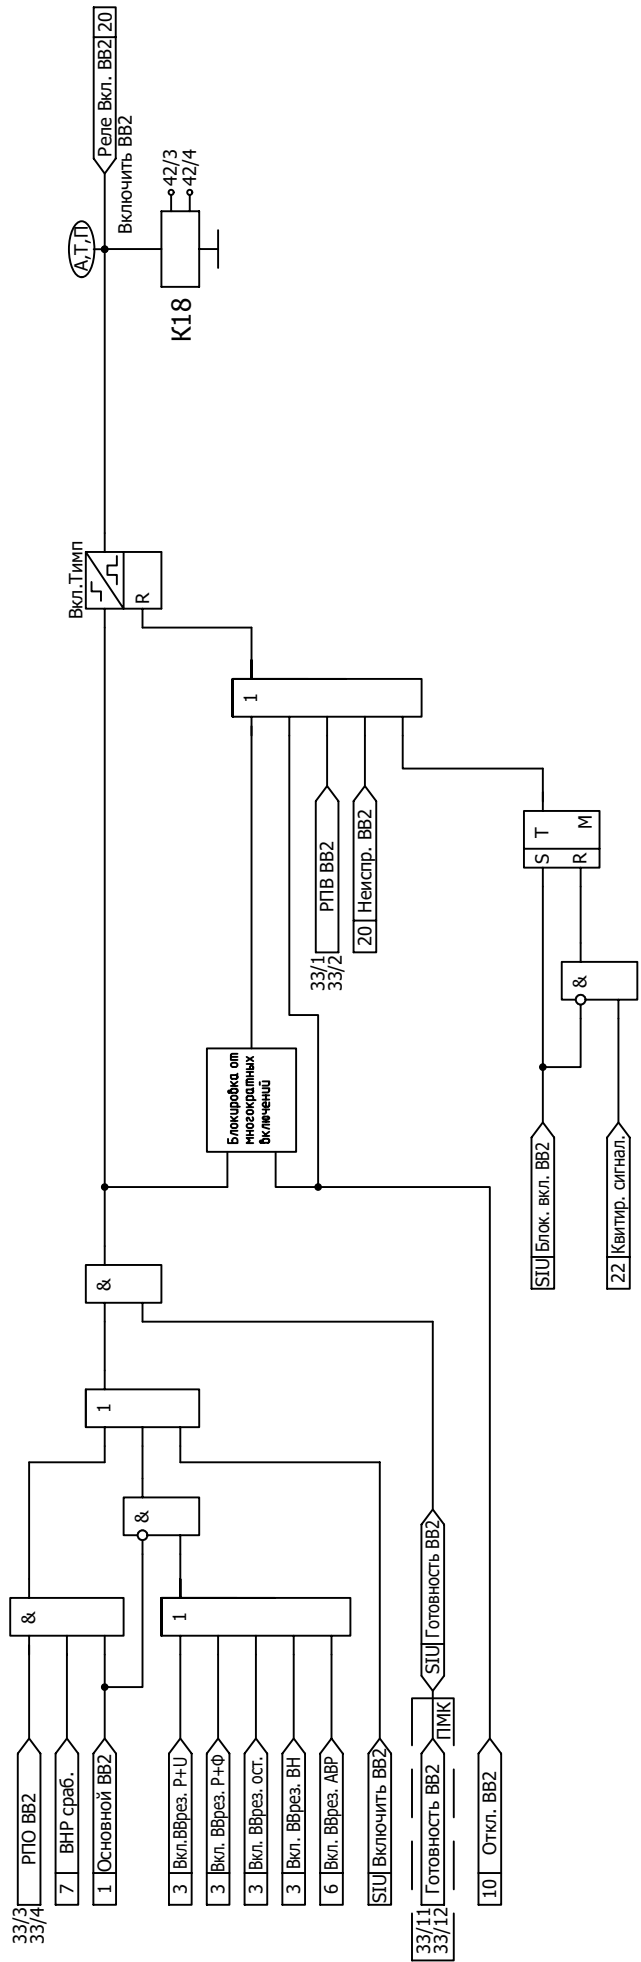 33/3
33/4
РПО ВВ2
7 ВНР сраб.
1 Основной ВВ2
3 Вкл.ВВрез. Р+U
3 Вкл. ВВрез. Р+Ф
3 Вкл. ВВрез. ост.
3 Вкл. ВВрез. ВН
6 Вкл. ВВрез. АВР
SIU Включить ВВ2
33/11
33/12
Готовность ВВ2
ПМК
SIU Готовность ВВ2
10 Откл. ВВ2
&
1
&
1
&
Блокировка от
многократных
включений
SIU Блок. вкл. ВВ2
22 Квитир. сигнал.
&
S T
R M
33/1
33/2
РПВ ВВ2
20 Неиспр. ВВ2
1
Вкл.Тимп
R
А,Т,П
К18
42/3
42/4
Включить ВВ2
Реле Вкл. ВВ2 20